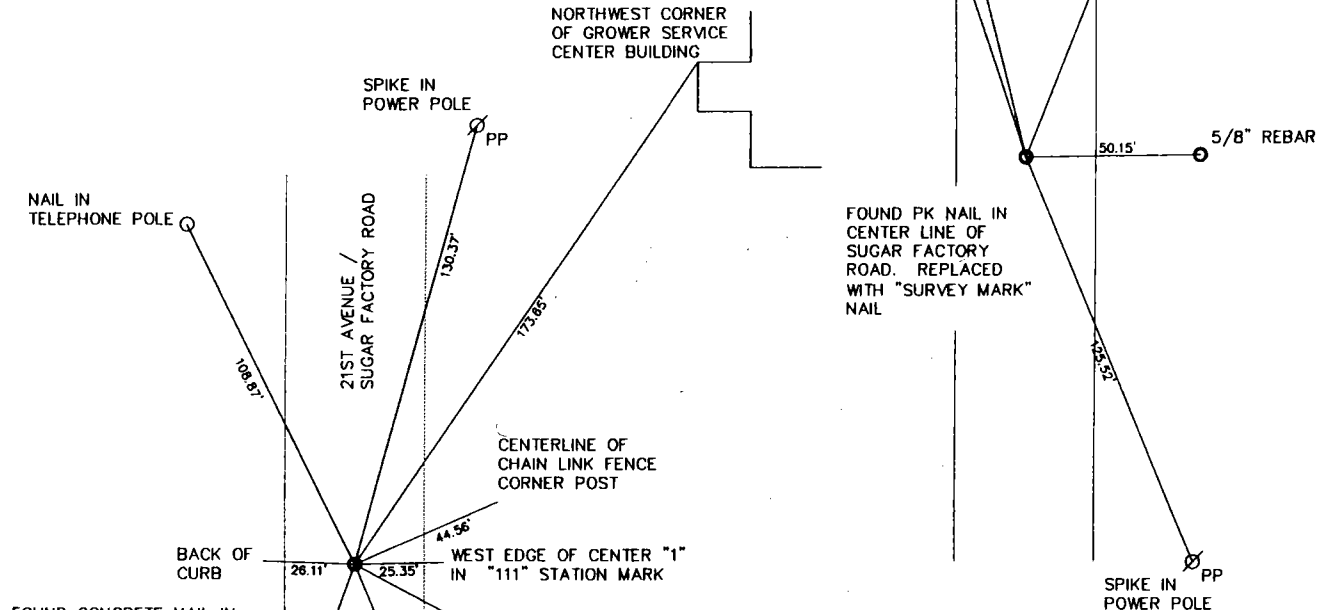 NORTHWEST CORNER
OF GROWER SERVICE
CENTER BUILDING
SPIKE IN
POWER POLE
PP
NAIL IN
TELEPHONE POLE
21ST AVENUE /
SUGAR FACTORY ROAD
130.37'
173.65'
108.87'
CENTERLINE OF
CHAIN LINK FENCE
CORNER POST
44.56'
BACK OF
CURB
26.11'
25.35'
WEST EDGE OF CENTER "1"
IN "111" STATION MARK
50.15'
5/8" REBAR
FOUND PK NAIL IN
CENTER LINE OF
SUGAR FACTORY
ROAD. REPLACED
WITH "SURVEY MARK"
NAIL
125.52'
PP
SPIKE IN
POWER POLE